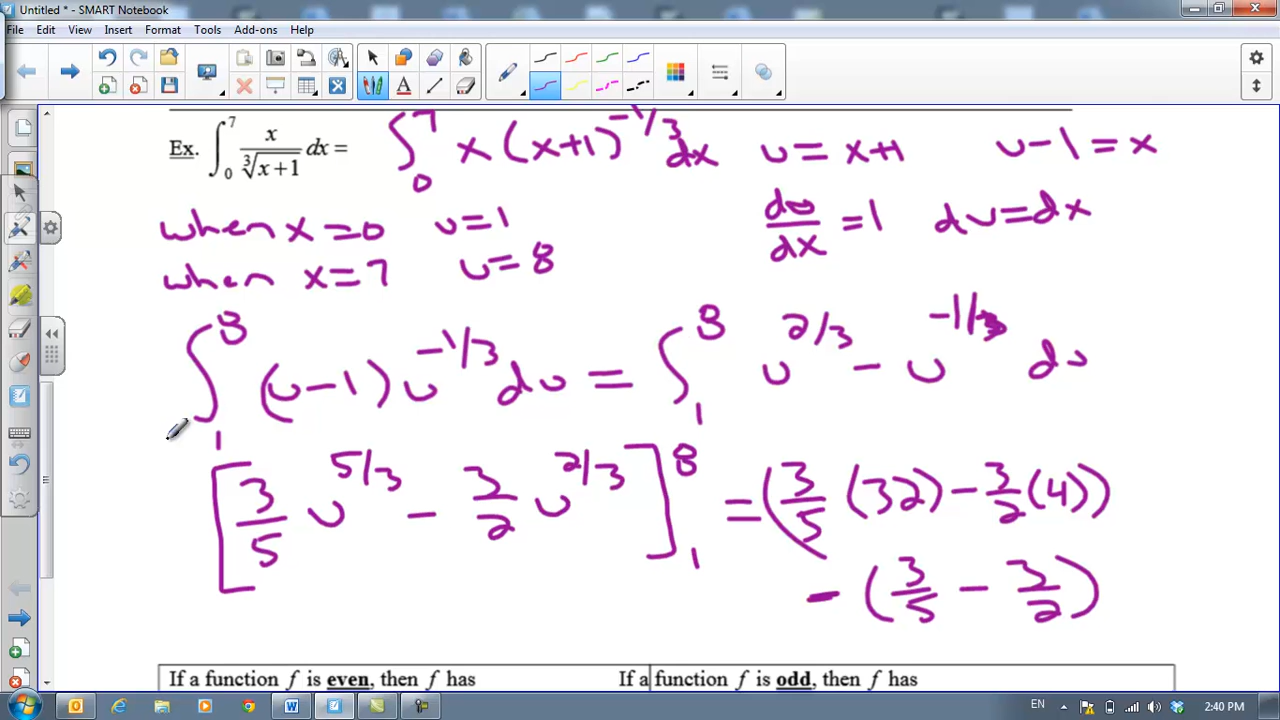 Untitled * - SMART Notebook
File Edit View Insert Format Tools Add-ons Help
Ex. ∫₀⁷ x/∛(x+1) dx = ∫₀⁷ x(x+1)^(-1/3) dx u = x+1 u-1 = x
when x=0 u=1 du/dx = 1 du=dx
when x=7 u=8
∫₁⁸ (u-1)u^(-1/3) du = ∫₁⁸ u^(2/3) - u^(-1/3) du
[3/5 u^(5/3) - 3/2 u^(2/3)]₁⁸ = (3/5 (32) - 3/2 (4))
- (3/5 - 3/2)
If a function f is even, then f has If a function f is odd, then f has
EN 2:40 PM